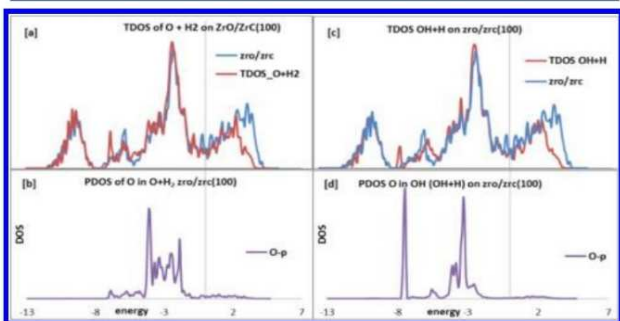 [a] TDOS of O + H2 on ZrO/ZrC(100)
zro/zrc
TDOS_O+H2
[c] TDOS OH+H on zro/zrc(100)
TDOS OH+H
zro/zrc
[b] PDOS of O in O+H₂ zro/zrc(100)
DOS
O-p
-13 -8 energy -3 2 7
[d] PDOS O in OH (OH+H) on zro/zrc(100)
DOS
O-p
-13 -8 energy -3 2 7